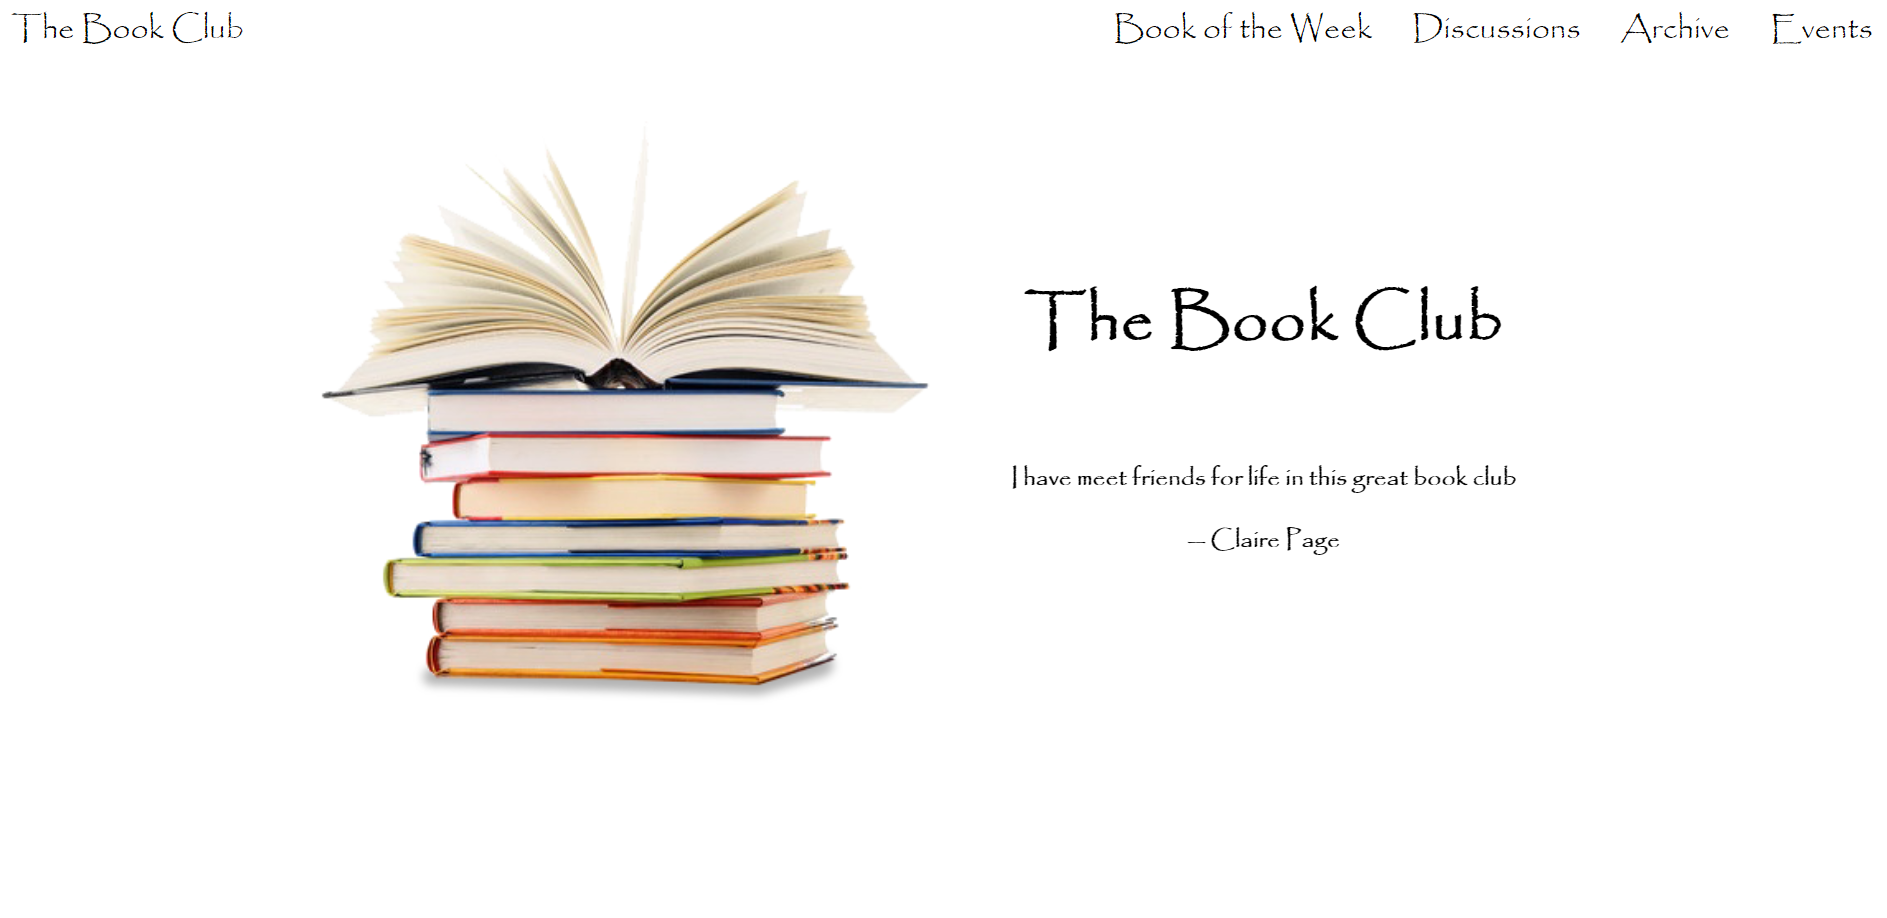 The Book Club
Book of the Week Discussions Archive Events
The Book Club
I have meet friends for life in this great book club
— Claire Page